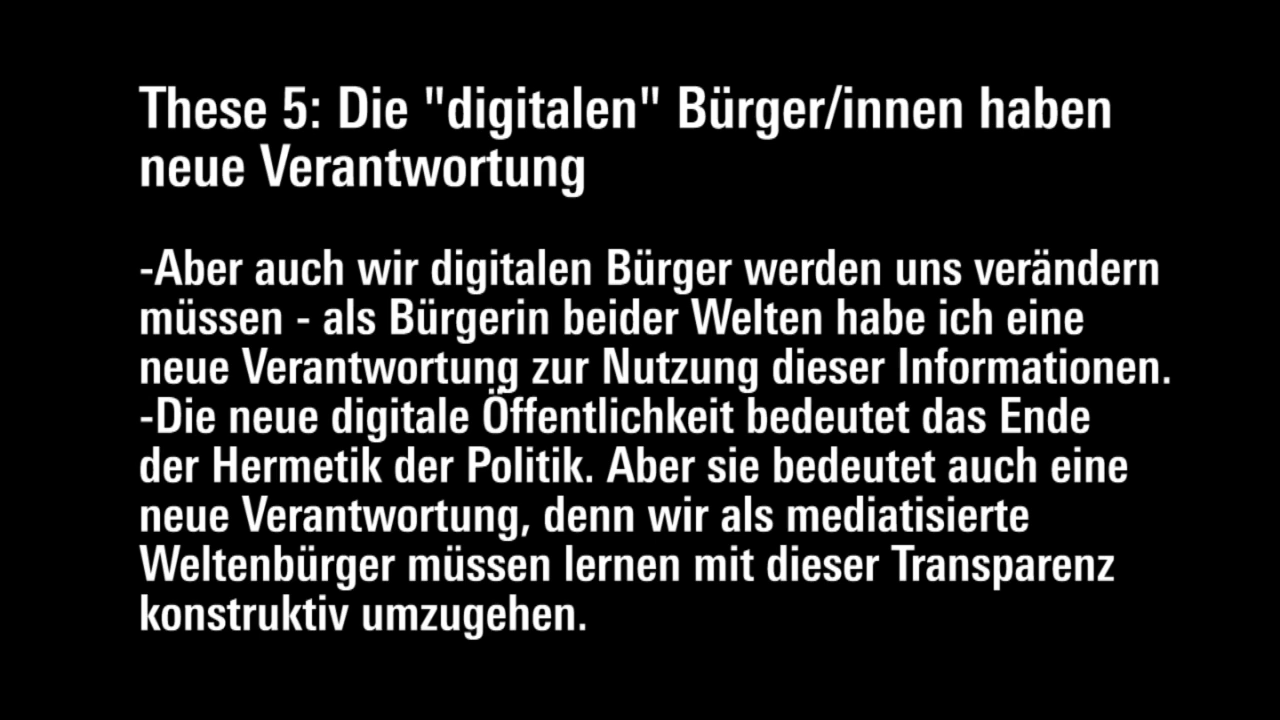 These 5: Die "digitalen" Bürger/innen haben
neue Verantwortung
-Aber auch wir digitalen Bürger werden uns verändern
müssen - als Bürgerin beider Welten habe ich eine
neue Verantwortung zur Nutzung dieser Informationen.
-Die neue digitale Öffentlichkeit bedeutet das Ende
der Hermetik der Politik. Aber sie bedeutet auch eine
neue Verantwortung, denn wir als mediatisierte
Weltenbürger müssen lernen mit dieser Transparenz
konstruktiv umzugehen.